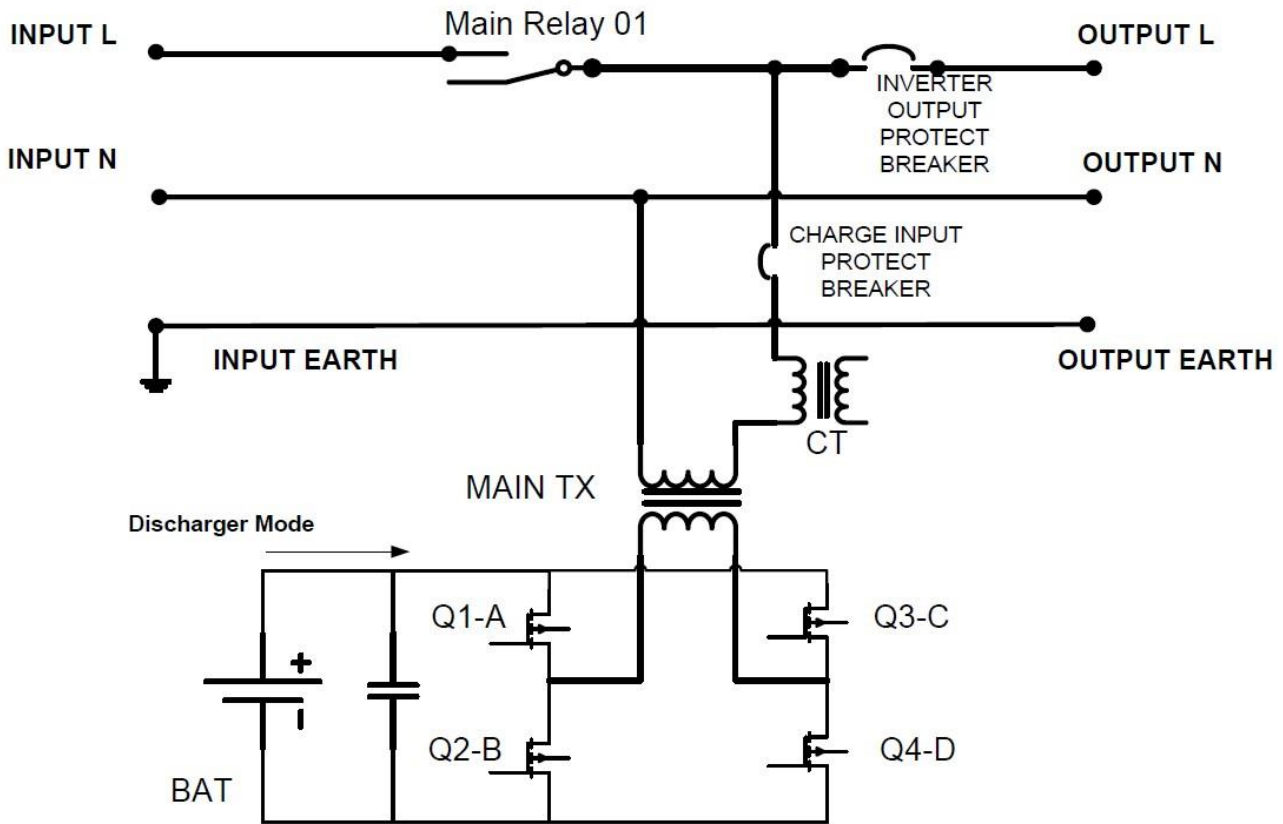 Main Relay 01
INPUT L
OUTPUT L
INVERTER
OUTPUT
PROTECT
BREAKER
INPUT N
OUTPUT N
CHARGE INPUT
PROTECT
BREAKER
INPUT EARTH
OUTPUT EARTH
CT
MAIN TX
Discharger Mode
Q1-A
Q3-C
+
Q2-B
Q4-D
BAT